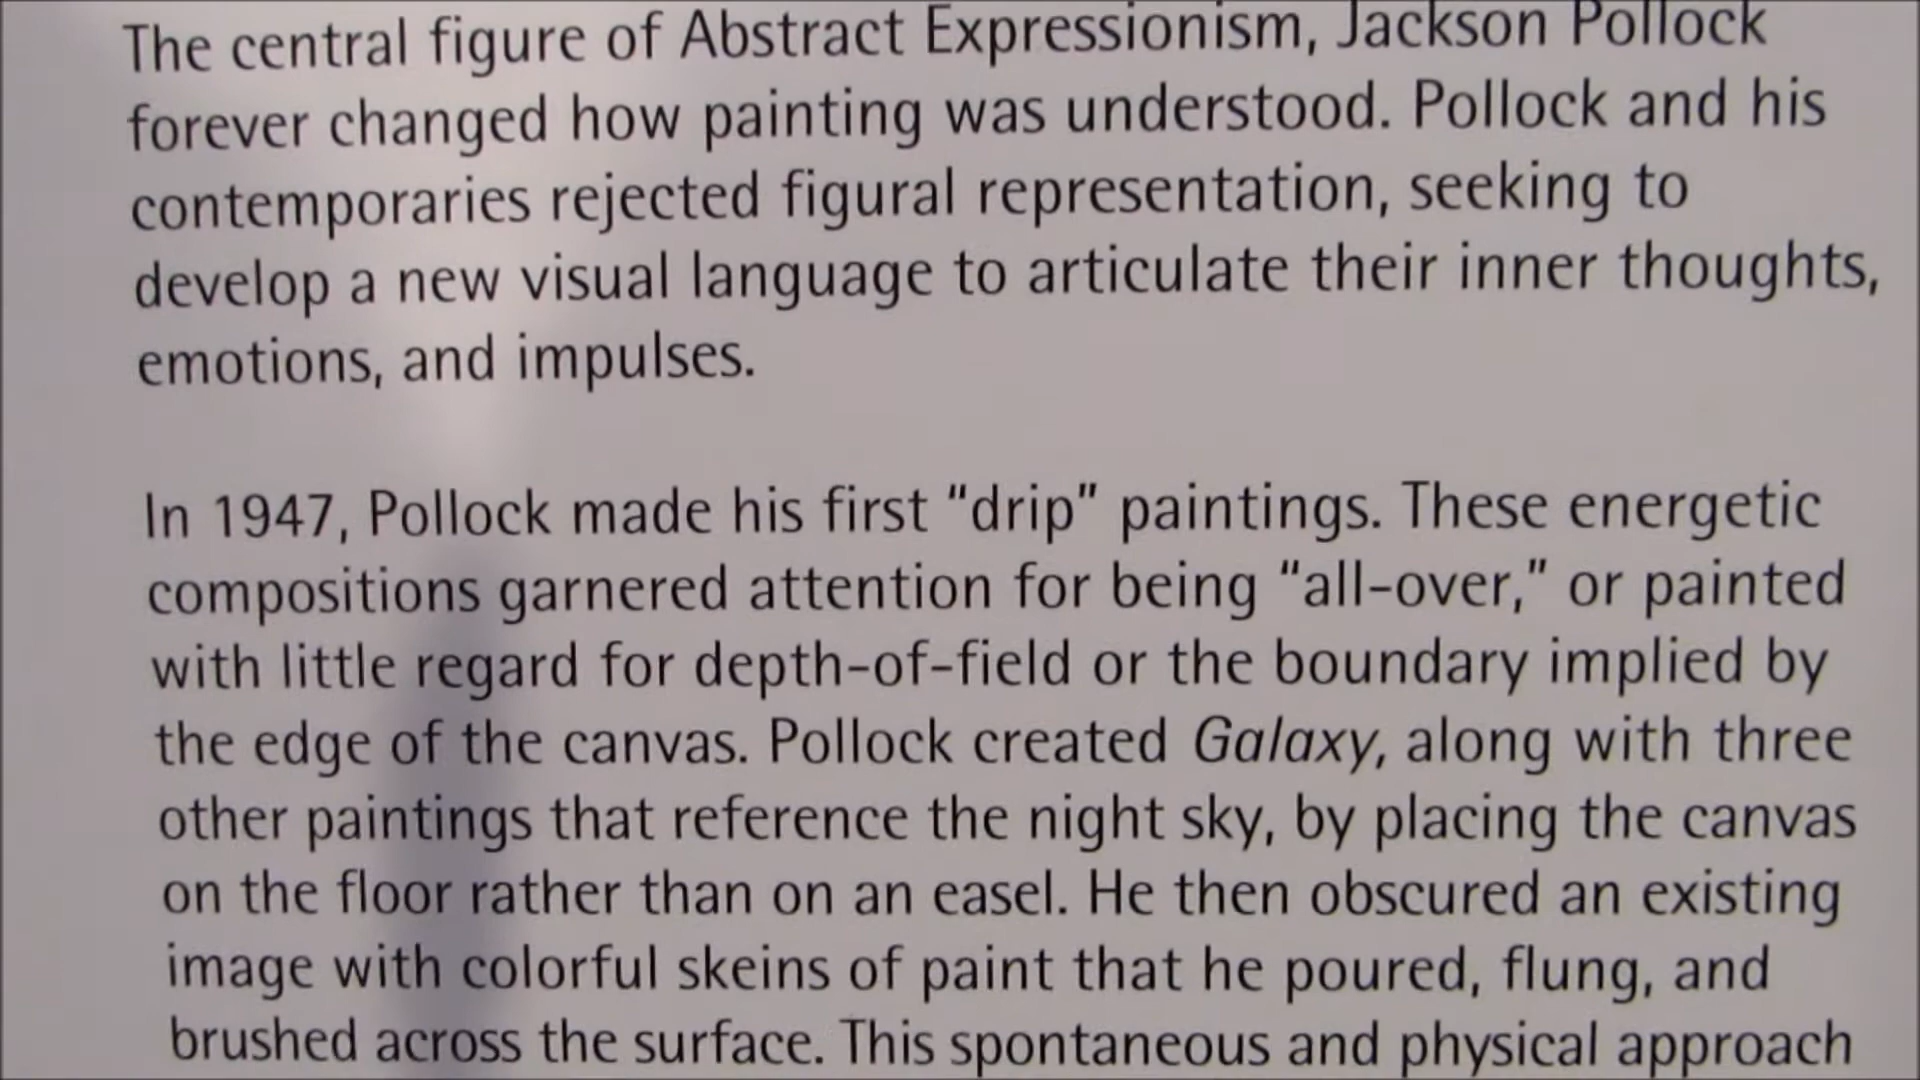 The central figure of Abstract Expressionism, Jackson Pollock
forever changed how painting was understood. Pollock and his
contemporaries rejected figural representation, seeking to
develop a new visual language to articulate their inner thoughts,
emotions, and impulses.
In 1947, Pollock made his first "drip" paintings. These energetic
compositions garnered attention for being "all-over," or painted
with little regard for depth-of-field or the boundary implied by
the edge of the canvas. Pollock created Galaxy, along with three
other paintings that reference the night sky, by placing the canvas
on the floor rather than on an easel. He then obscured an existing
image with colorful skeins of paint that he poured, flung, and
brushed across the surface. This spontaneous and physical approach